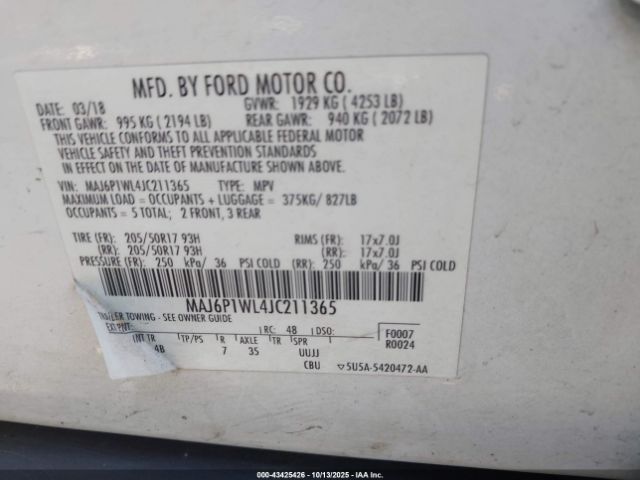 MFD. BY FORD MOTOR CO.
DATE: 03/18 GVWR: 1929 KG ( 4253 LB)
FRONT GAWR: 995 KG ( 2194 LB) REAR GAWR: 940 KG ( 2072 LB)
THIS VEHICLE CONFORMS TO ALL APPLICABLE FEDERAL MOTOR
VEHICLE SAFETY AND THEFT PREVENTION STANDARDS
IN EFFECT ON THE DATE OF MANUFACTURE SHOWN ABOVE.
VIN: MAJ6P1WL4JC211365 TYPE: MPV
MAXIMUM LOAD = OCCUPANTS + LUGGAGE = 375KG/ 827LB
OCCUPANTS = 5 TOTAL; 2 FRONT, 3 REAR
TIRE (FR): 205/50R17 93H RIMS (FR): 17x7.0J
(RR): 205/50R17 93H (RR): 17x7.0J
PRESSURE (FR): 250 kPa/ 36 PSI COLD (RR): 250 kPa/ 36 PSI COLD
MAJ6P1WL4JC211365
TRAILER TOWING - SEE OWNER GUIDE
EXT PNT: RC: 48 DSO: F0007
INT TR TP/PS R AXLE TR SPR R0024
4B 7 35 UUJJ
CBU 5U5A-5420472-AA
000-43425426 - 10/13/2025 - IAA Inc.